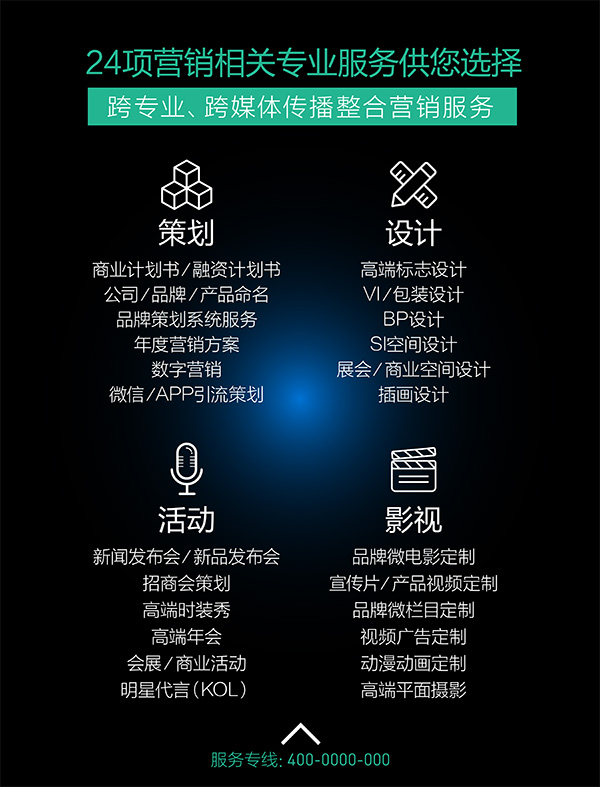 24项营销相关专业服务供您选择
跨专业、跨媒体传播整合营销服务
策划
商业计划书/融资计划书
公司/品牌/产品命名
品牌策划系统服务
年度营销方案
数字营销
微信/APP引流策划
设计
高端标志设计
VI/包装设计
BP设计
SI空间设计
展会/商业空间设计
插画设计
活动
新闻发布会/新品发布会
招商会策划
高端时装秀
高端年会
会展/商业活动
明星代言(KOL)
影视
品牌微电影定制
宣传片/产品视频定制
品牌微栏目定制
视频广告定制
动漫动画定制
高端平面摄影
服务专线: 400-0000-000